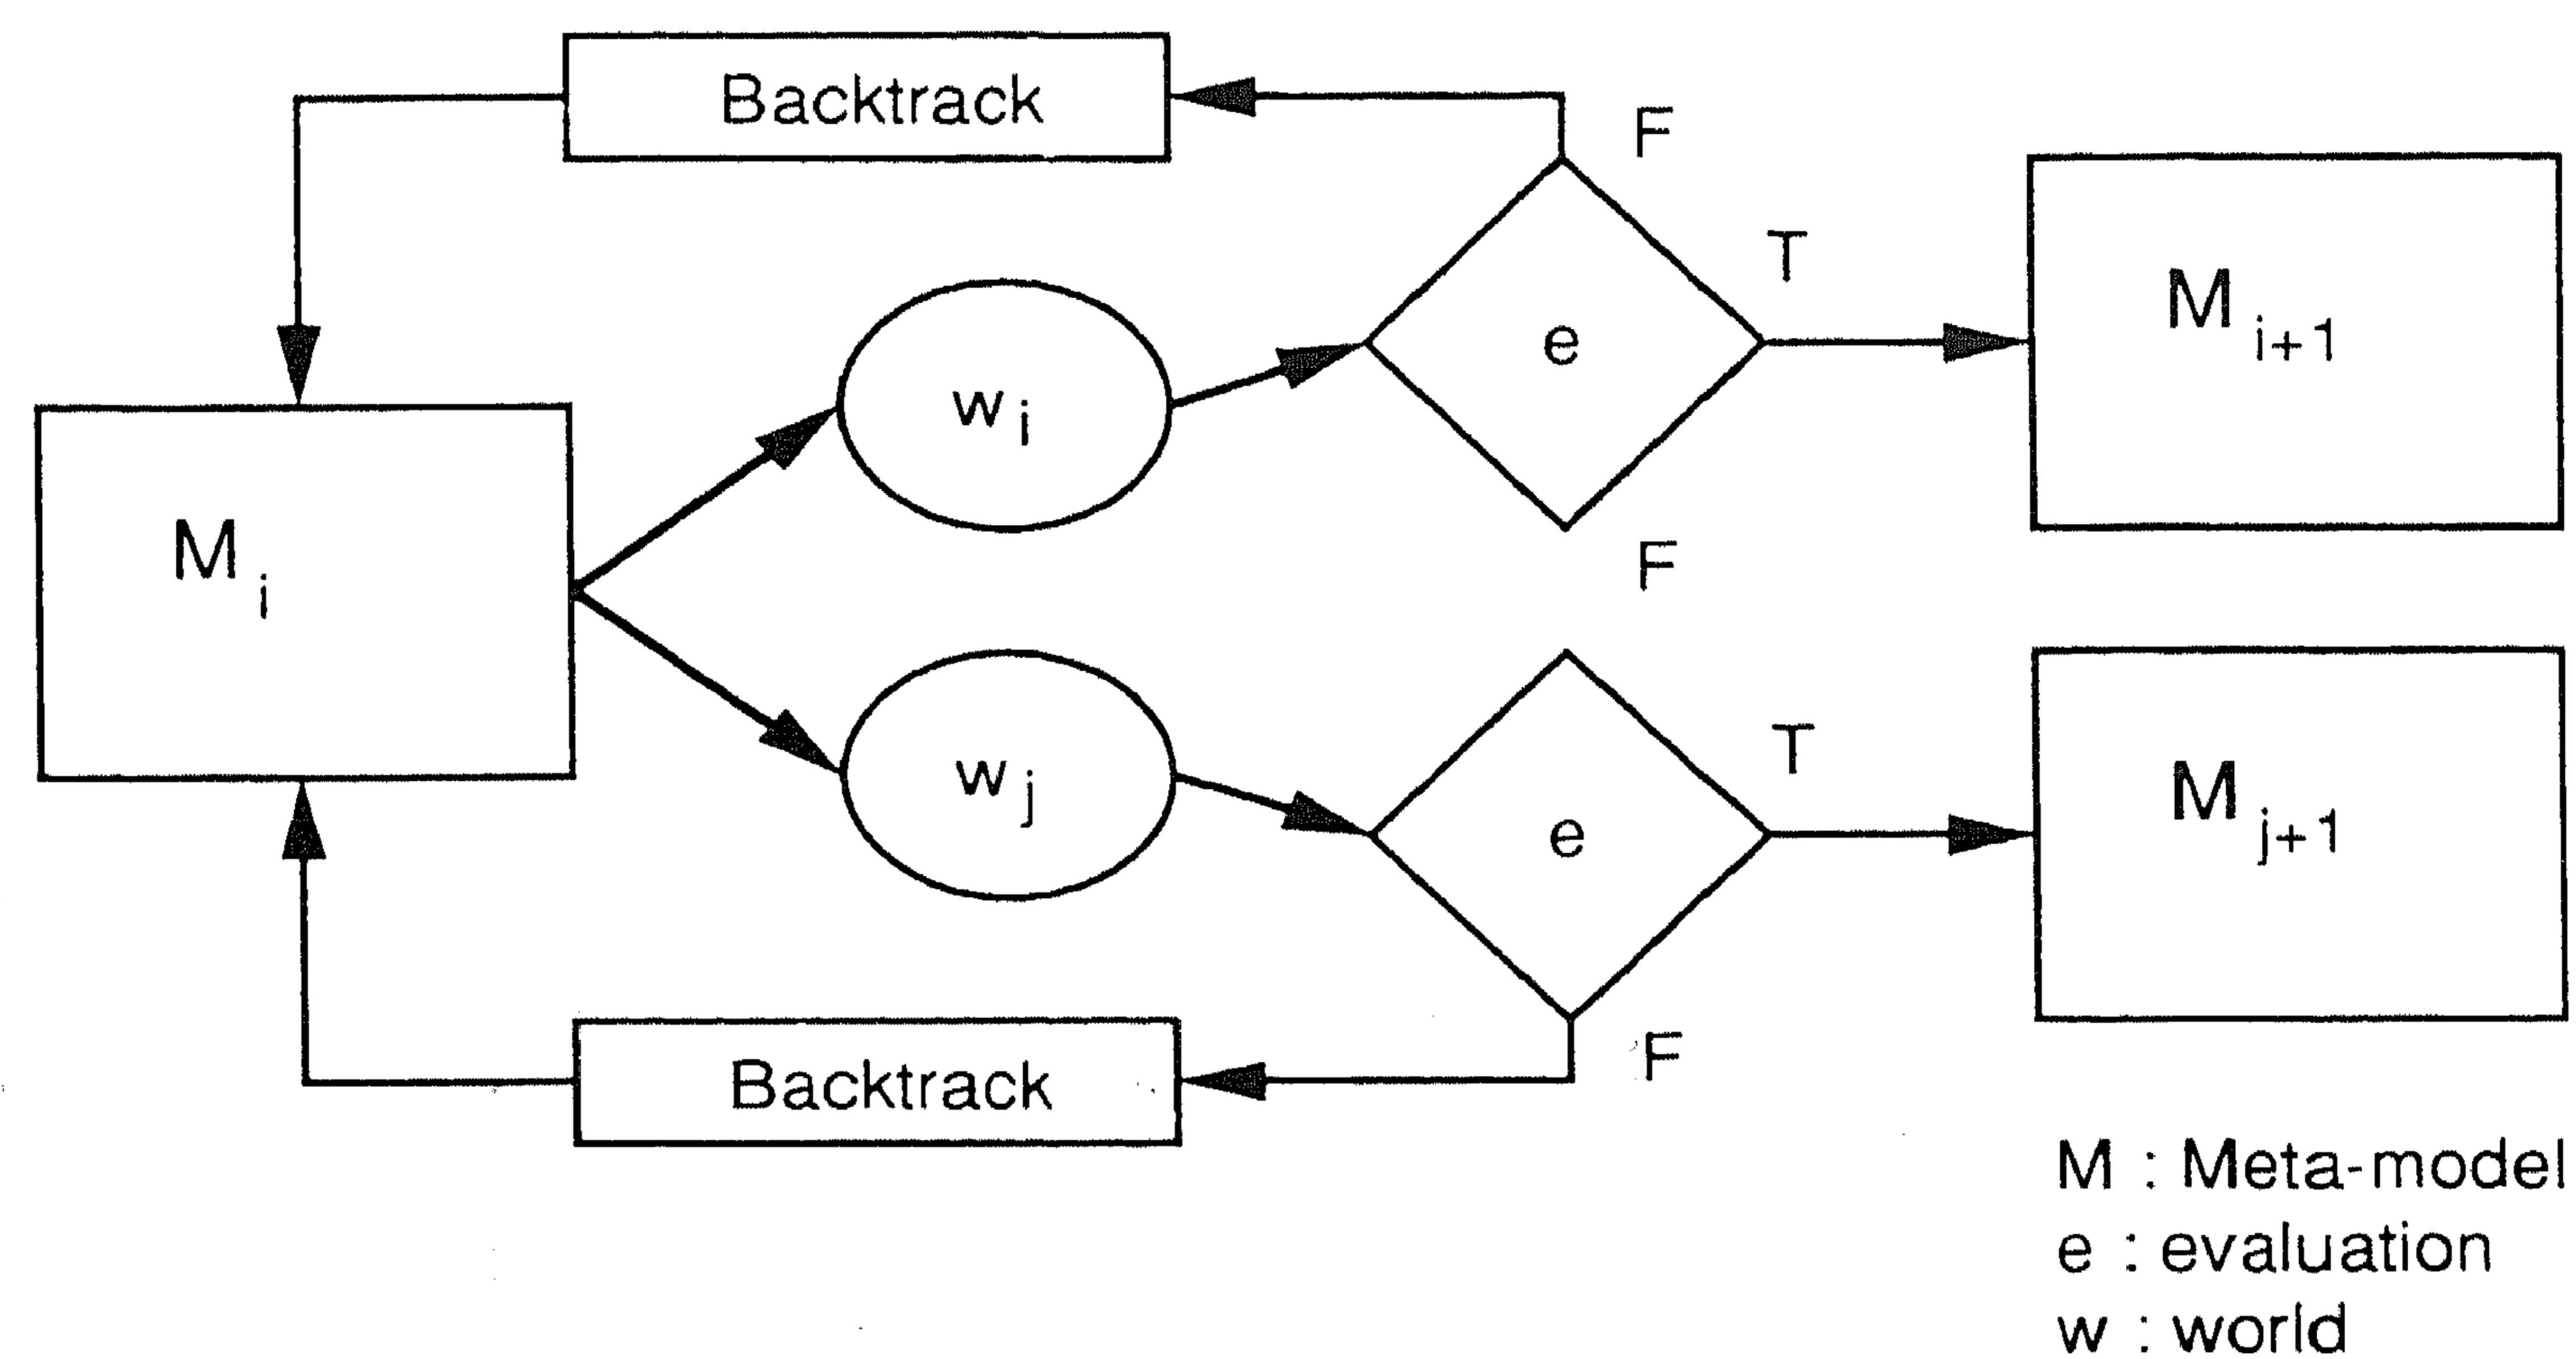 Backtrack
F
T
M i+1
e
w i
M i
F
T
M j+1
w j
e
Backtrack
F
M : Meta-model
e : evaluation
w : world